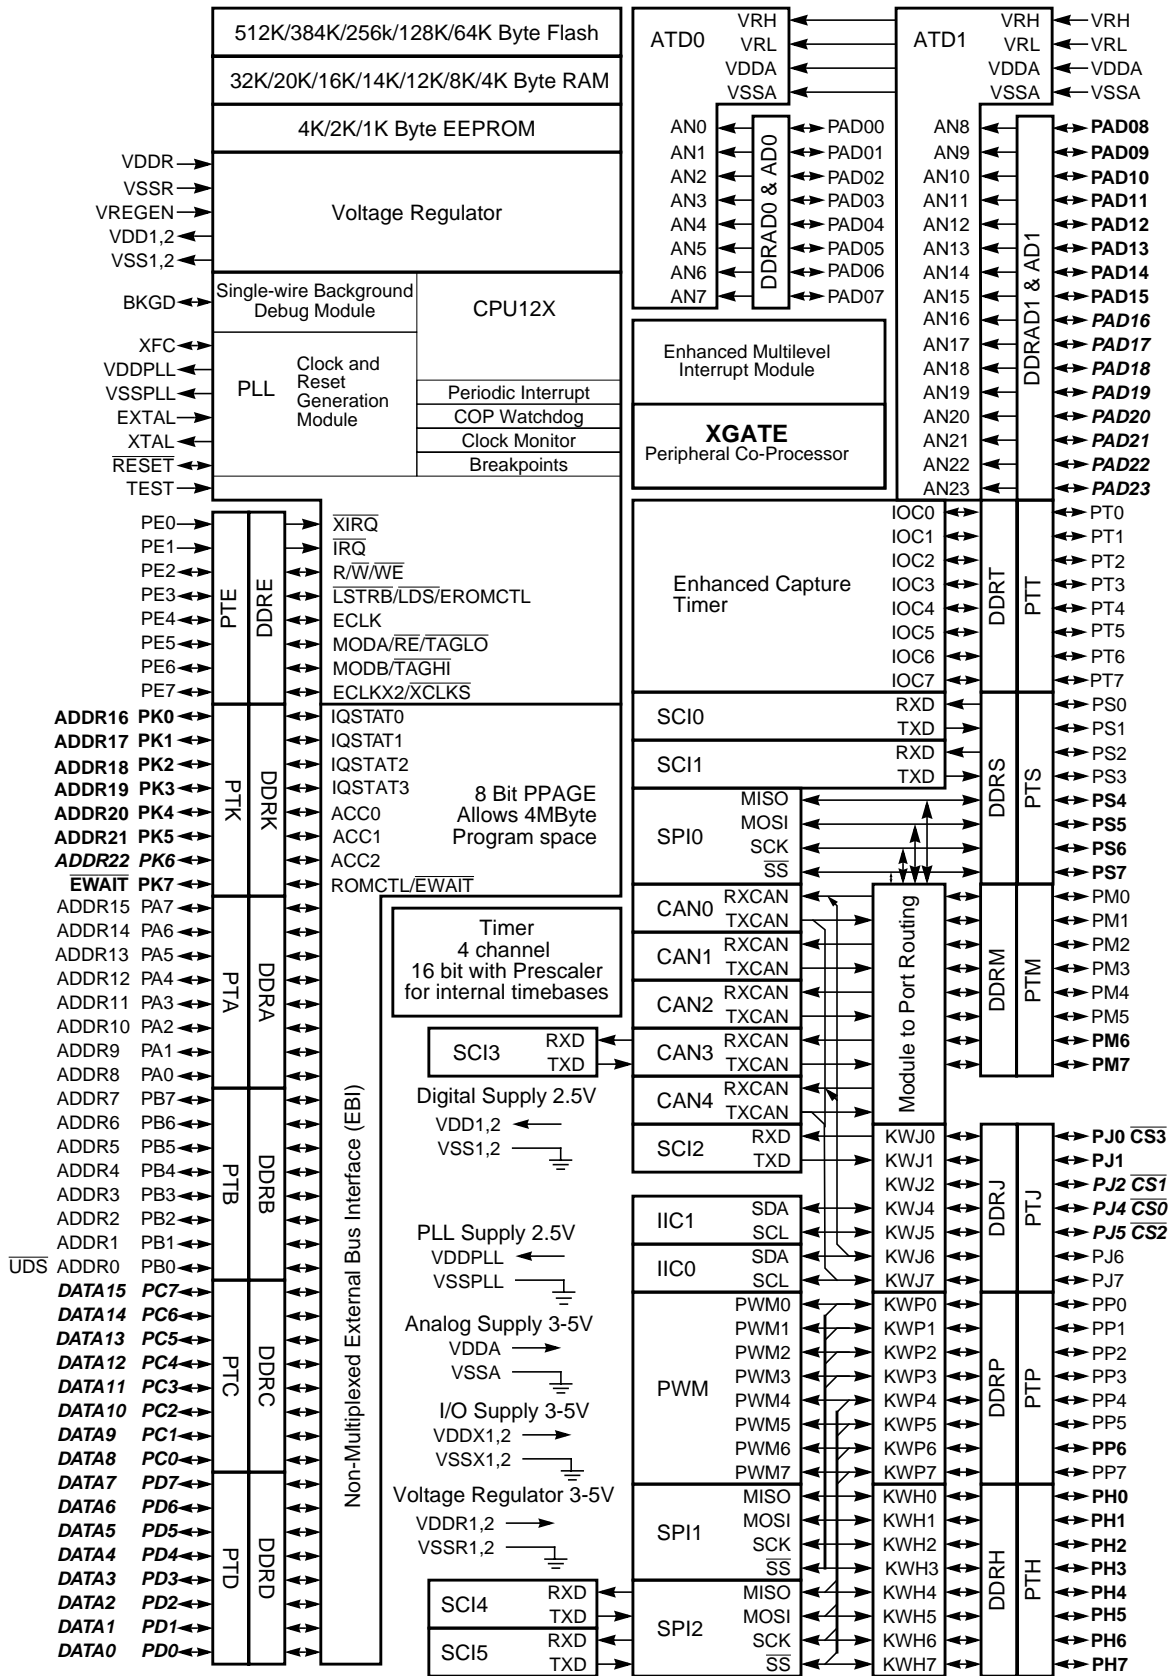 512K/384K/256k/128K/64K Byte Flash
32K/20K/16K/14K/12K/8K/4K Byte RAM
4K/2K/1K Byte EEPROM
VDDR
VSSR
VREGEN
VDD1,2
VSS1,2
Voltage Regulator
BKGD
Single-wire Background
Debug Module
CPU12X
XFC
VDDPLL
VSSPLL
EXTAL
XTAL
RESET
TEST
PLL
Clock and
Reset
Generation
Module
Periodic Interrupt
COP Watchdog
Clock Monitor
Breakpoints
PE0
PE1
PE2
PE3
PE4
PE5
PE6
PE7
PTE
DDRE
XIRQ
IRQ
R/W/WE
LSTRB/LDS/EROMCTL
ECLK
MODA/RE/TAGLO
MODB/TAGHI
ECLKX2/XCLKS
ADDR16 PK0
ADDR17 PK1
ADDR18 PK2
ADDR19 PK3
ADDR20 PK4
ADDR21 PK5
ADDR22 PK6
EWAIT PK7
PTK
DDRK
IQSTAT0
IQSTAT1
IQSTAT2
IQSTAT3
ACC0
ACC1
ACC2
ROMCTL/EWAIT
8 Bit PPAGE
Allows 4MByte
Program space
ADDR15 PA7
ADDR14 PA6
ADDR13 PA5
ADDR12 PA4
ADDR11 PA3
ADDR10 PA2
ADDR9 PA1
ADDR8 PA0
PTA
DDRA
ADDR7 PB7
ADDR6 PB6
ADDR5 PB5
ADDR4 PB4
ADDR3 PB3
ADDR2 PB2
ADDR1 PB1
UDS ADDR0 PB0
PTB
DDRB
DATA15 PC7
DATA14 PC6
DATA13 PC5
DATA12 PC4
DATA11 PC3
DATA10 PC2
DATA9 PC1
DATA8 PC0
PTC
DDRC
DATA7 PD7
DATA6 PD6
DATA5 PD5
DATA4 PD4
DATA3 PD3
DATA2 PD2
DATA1 PD1
DATA0 PD0
PTD
DDRD
Non-Multiplexed External Bus Interface (EBI)
Timer
4 channel
16 bit with Prescaler
for internal timebases
SCI3
RXD
TXD
Digital Supply 2.5V
VDD1,2
VSS1,2
PLL Supply 2.5V
VDDPLL
VSSPLL
Analog Supply 3-5V
VDDA
VSSA
I/O Supply 3-5V
VDDX1,2
VSSX1,2
Voltage Regulator 3-5V
VDDR1,2
VSSR1,2
SCI4
RXD
TXD
SCI5
RXD
TXD
ATD0
VRH
VRL
VDDA
VSSA
AN0
AN1
AN2
AN3
AN4
AN5
AN6
AN7
DDRAD0 & AD0
PAD00
PAD01
PAD02
PAD03
PAD04
PAD05
PAD06
PAD07
ATD1
VRH
VRL
VDDA
VSSA
VRH
VRL
VDDA
VSSA
AN8
AN9
AN10
AN11
AN12
AN13
AN14
AN15
AN16
AN17
AN18
AN19
AN20
AN21
AN22
AN23
DDRAD1 & AD1
PAD08
PAD09
PAD10
PAD11
PAD12
PAD13
PAD14
PAD15
PAD16
PAD17
PAD18
PAD19
PAD20
PAD21
PAD22
PAD23
Enhanced Multilevel
Interrupt Module
XGATE
Peripheral Co-Processor
Enhanced Capture
Timer
IOC0
IOC1
IOC2
IOC3
IOC4
IOC5
IOC6
IOC7
DDRT
PTT
PT0
PT1
PT2
PT3
PT4
PT5
PT6
PT7
SCI0
RXD
TXD
SCI1
RXD
TXD
SPI0
MISO
MOSI
SCK
SS
DDRS
PTS
PS0
PS1
PS2
PS3
PS4
PS5
PS6
PS7
CAN0
RXCAN
TXCAN
CAN1
RXCAN
TXCAN
CAN2
RXCAN
TXCAN
CAN3
RXCAN
TXCAN
CAN4
RXCAN
TXCAN
Module to Port Routing
DDRM
PTM
PM0
PM1
PM2
PM3
PM4
PM5
PM6
PM7
SCI2
RXD
TXD
IIC1
SDA
SCL
IIC0
SDA
SCL
KWJ0
KWJ1
KWJ2
KWJ4
KWJ5
KWJ6
KWJ7
DDRJ
PTJ
PJ0 CS3
PJ1
PJ2 CS1
PJ4 CS0
PJ5 CS2
PJ6
PJ7
PWM
PWM0
PWM1
PWM2
PWM3
PWM4
PWM5
PWM6
PWM7
KWP0
KWP1
KWP2
KWP3
KWP4
KWP5
KWP6
KWP7
DDRP
PTP
PP0
PP1
PP2
PP3
PP4
PP5
PP6
PP7
SPI1
MISO
MOSI
SCK
SS
SPI2
MISO
MOSI
SCK
SS
KWH0
KWH1
KWH2
KWH3
KWH4
KWH5
KWH6
KWH7
DDRH
PTH
PH0
PH1
PH2
PH3
PH4
PH5
PH6
PH7